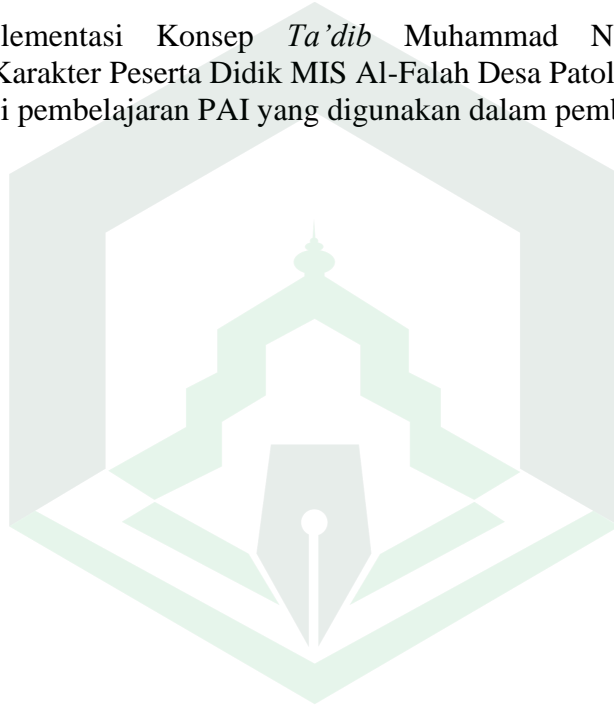 lementasi Konsep Ta’dib Muhammad N
Karakter Peserta Didik MIS Al-Falah Desa Patol
i pembelajaran PAI yang digunakan dalam pemb